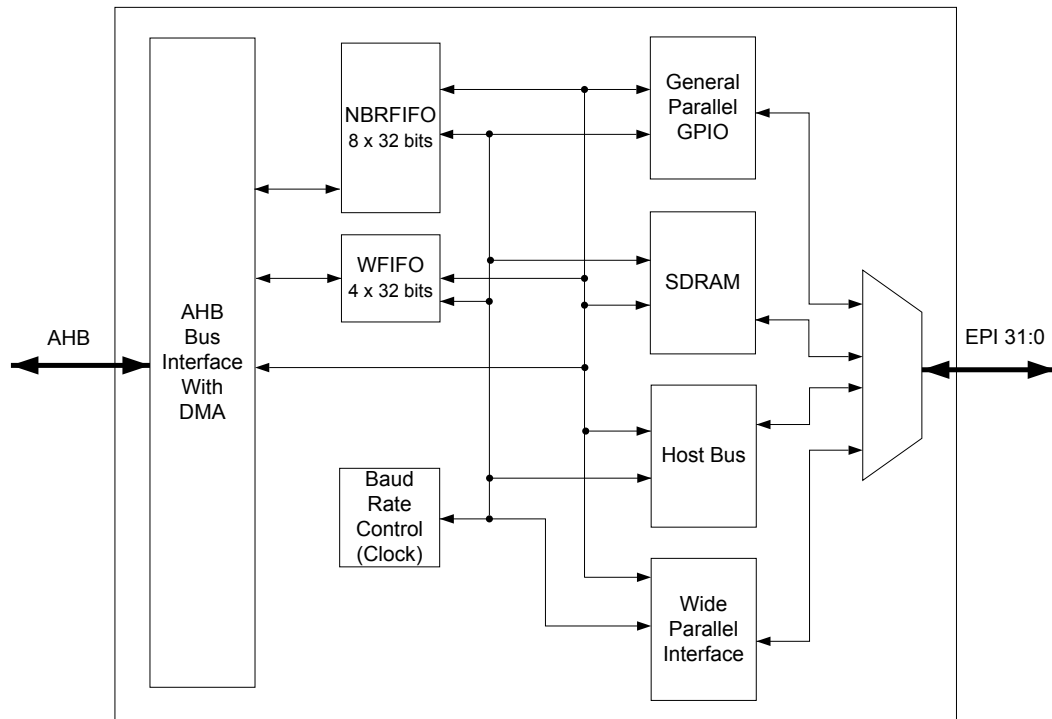 AHB
AHB
Bus
Interface
With
DMA
NBRFIFO
8 x 32 bits
WFIFO
4 x 32 bits
Baud
Rate
Control
(Clock)
General
Parallel
GPIO
SDRAM
Host Bus
Wide
Parallel
Interface
EPI 31:0